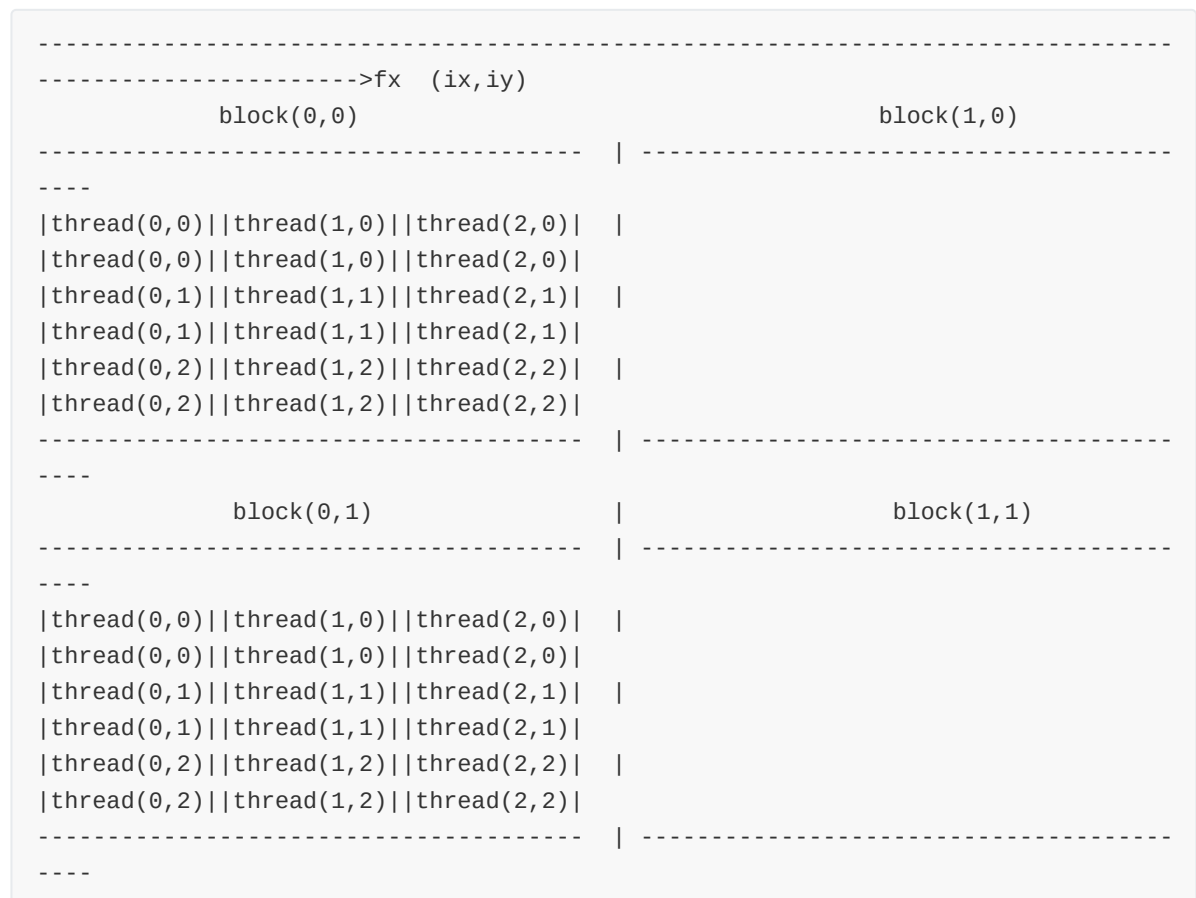 ---------------------------------------------------------------------------------
----------------------->fx  (ix,iy)
             block(0,0)                                     block(1,0)
---------------------------------------  | --------------------------------------
----
|thread(0,0)||thread(1,0)||thread(2,0)|  |
|thread(0,0)||thread(1,0)||thread(2,0)|
|thread(0,1)||thread(1,1)||thread(2,1)|  |
|thread(0,1)||thread(1,1)||thread(2,1)|
|thread(0,2)||thread(1,2)||thread(2,2)|  |
|thread(0,2)||thread(1,2)||thread(2,2)|
---------------------------------------  | --------------------------------------
----
              block(0,1)                 |                   block(1,1)
---------------------------------------  | --------------------------------------
----
|thread(0,0)||thread(1,0)||thread(2,0)|  |
|thread(0,0)||thread(1,0)||thread(2,0)|
|thread(0,1)||thread(1,1)||thread(2,1)|  |
|thread(0,1)||thread(1,1)||thread(2,1)|
|thread(0,2)||thread(1,2)||thread(2,2)|  |
|thread(0,2)||thread(1,2)||thread(2,2)|
---------------------------------------  | --------------------------------------
----